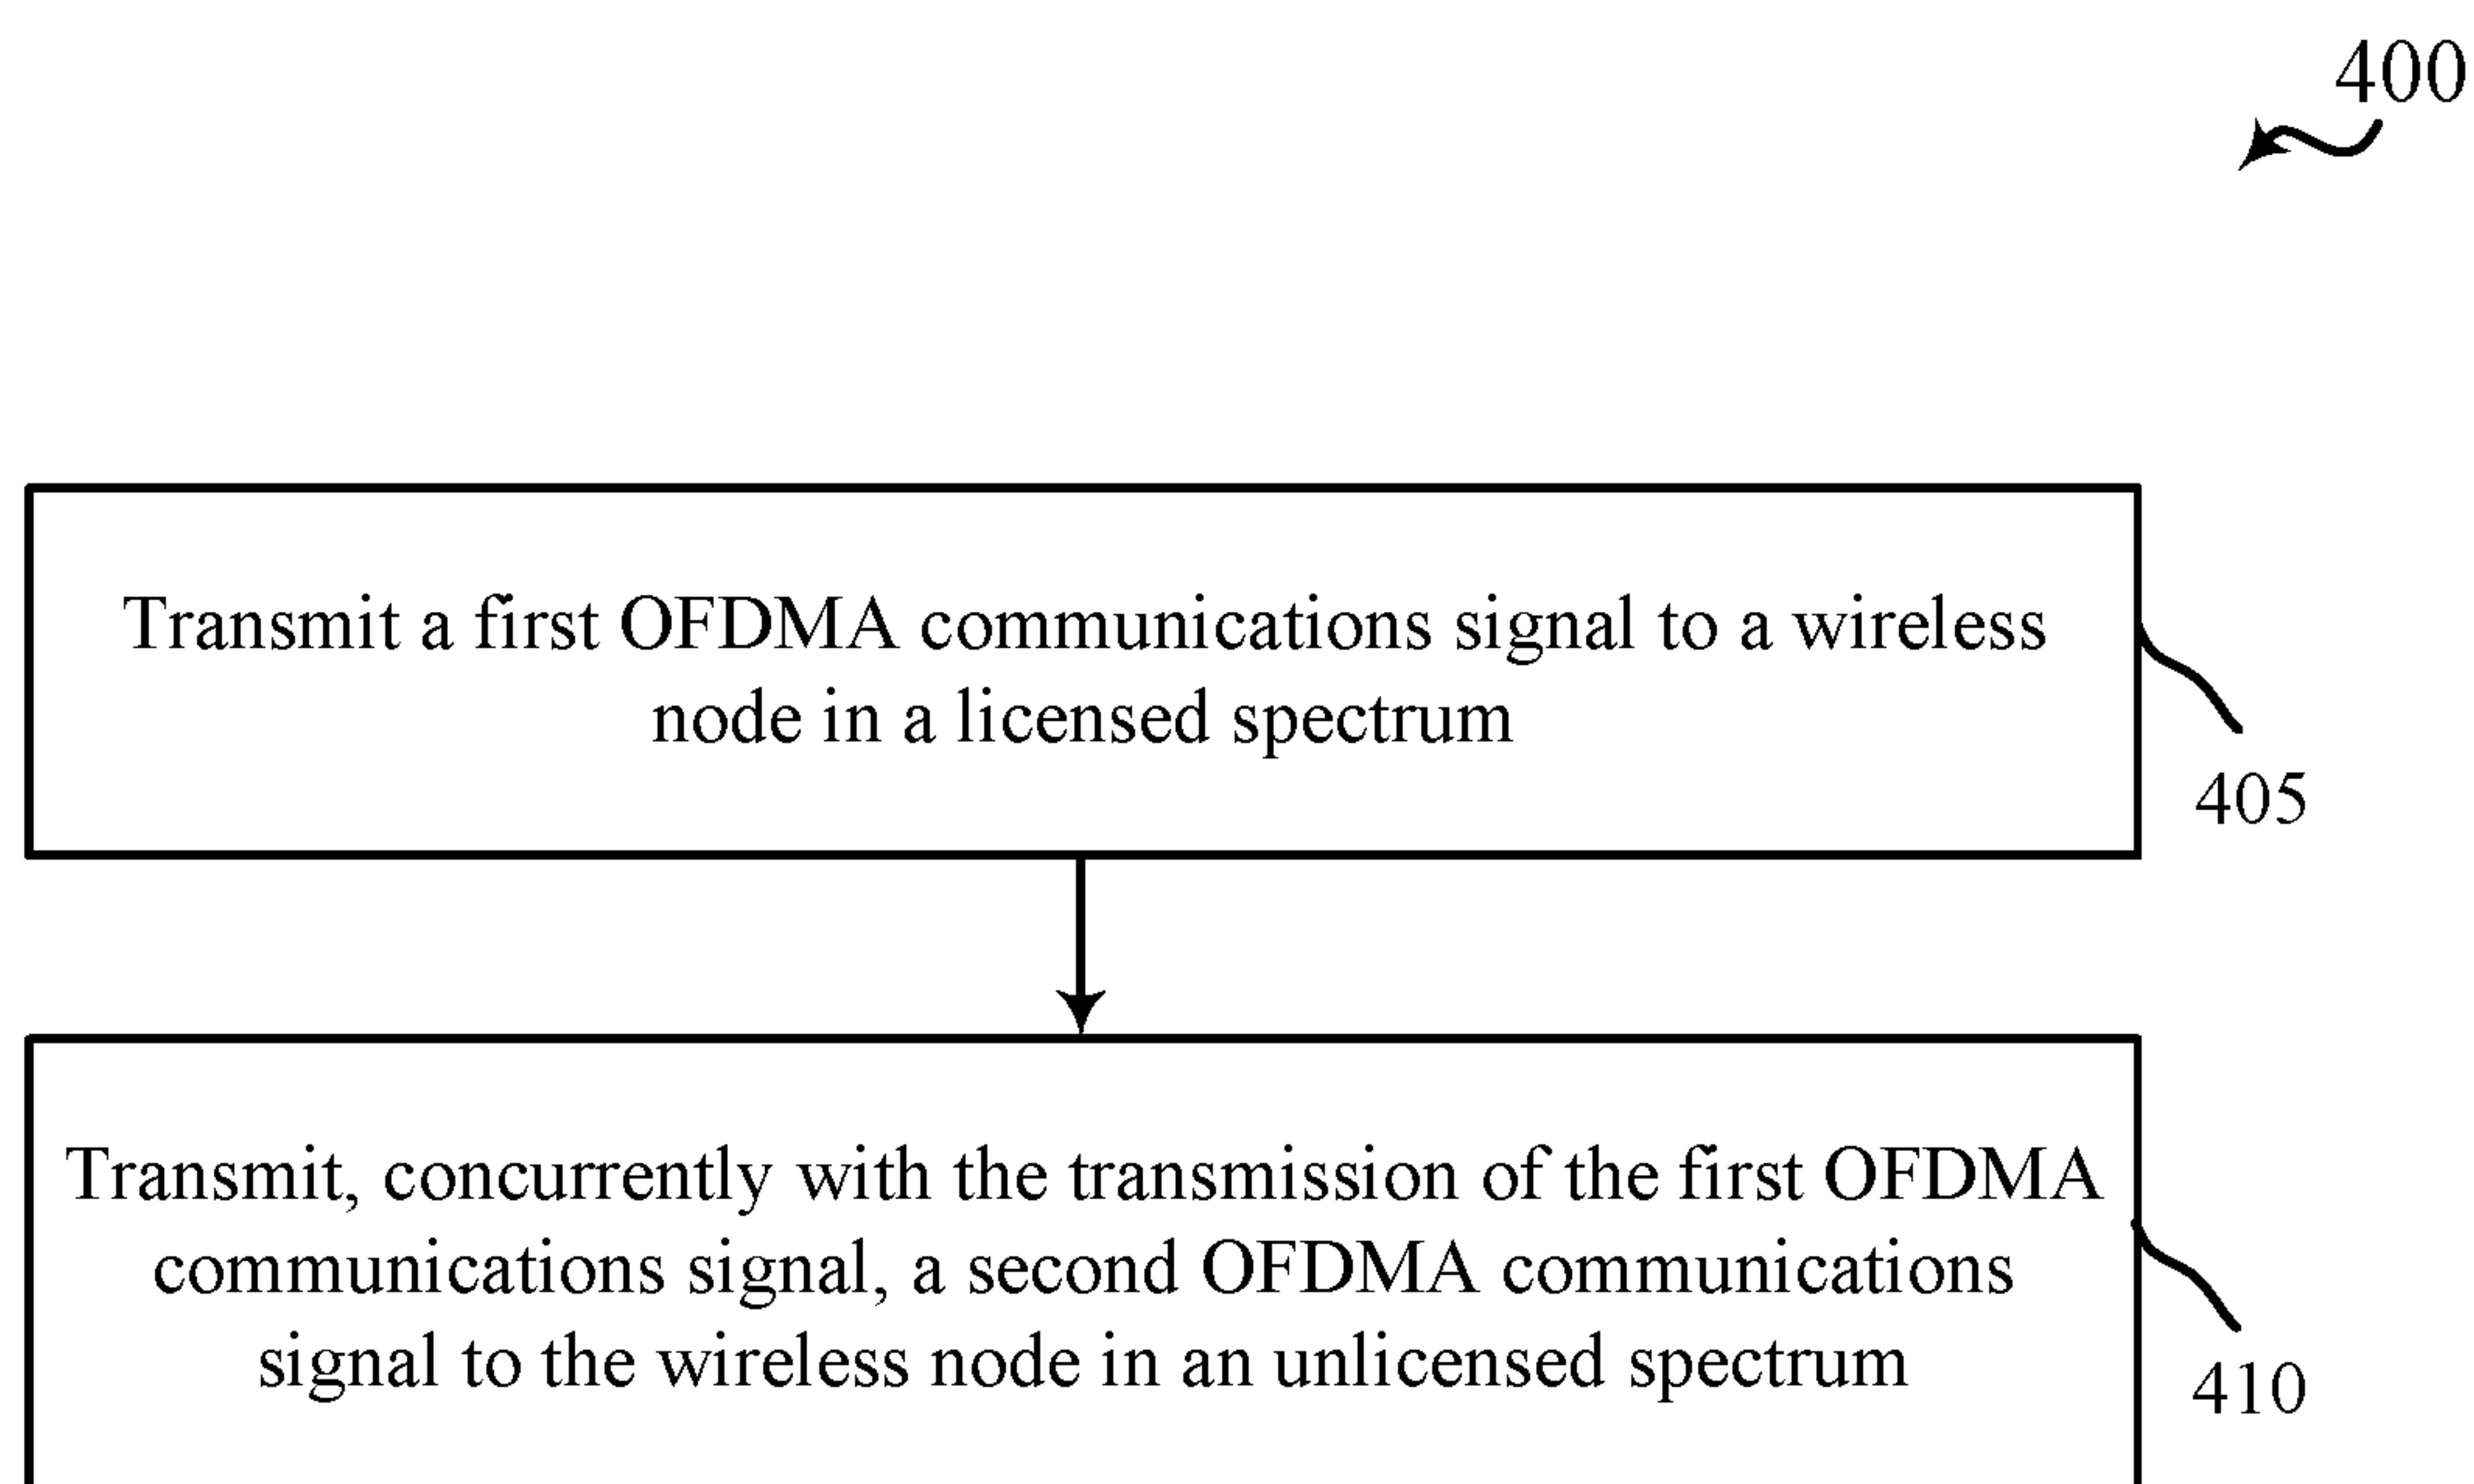 400
Transmit a first OFDMA communications signal to a wireless
node in a licensed spectrum
405
Transmit, concurrently with the transmission of the first OFDMA
communications signal, a second OFDMA communications
signal to the wireless node in an unlicensed spectrum
410